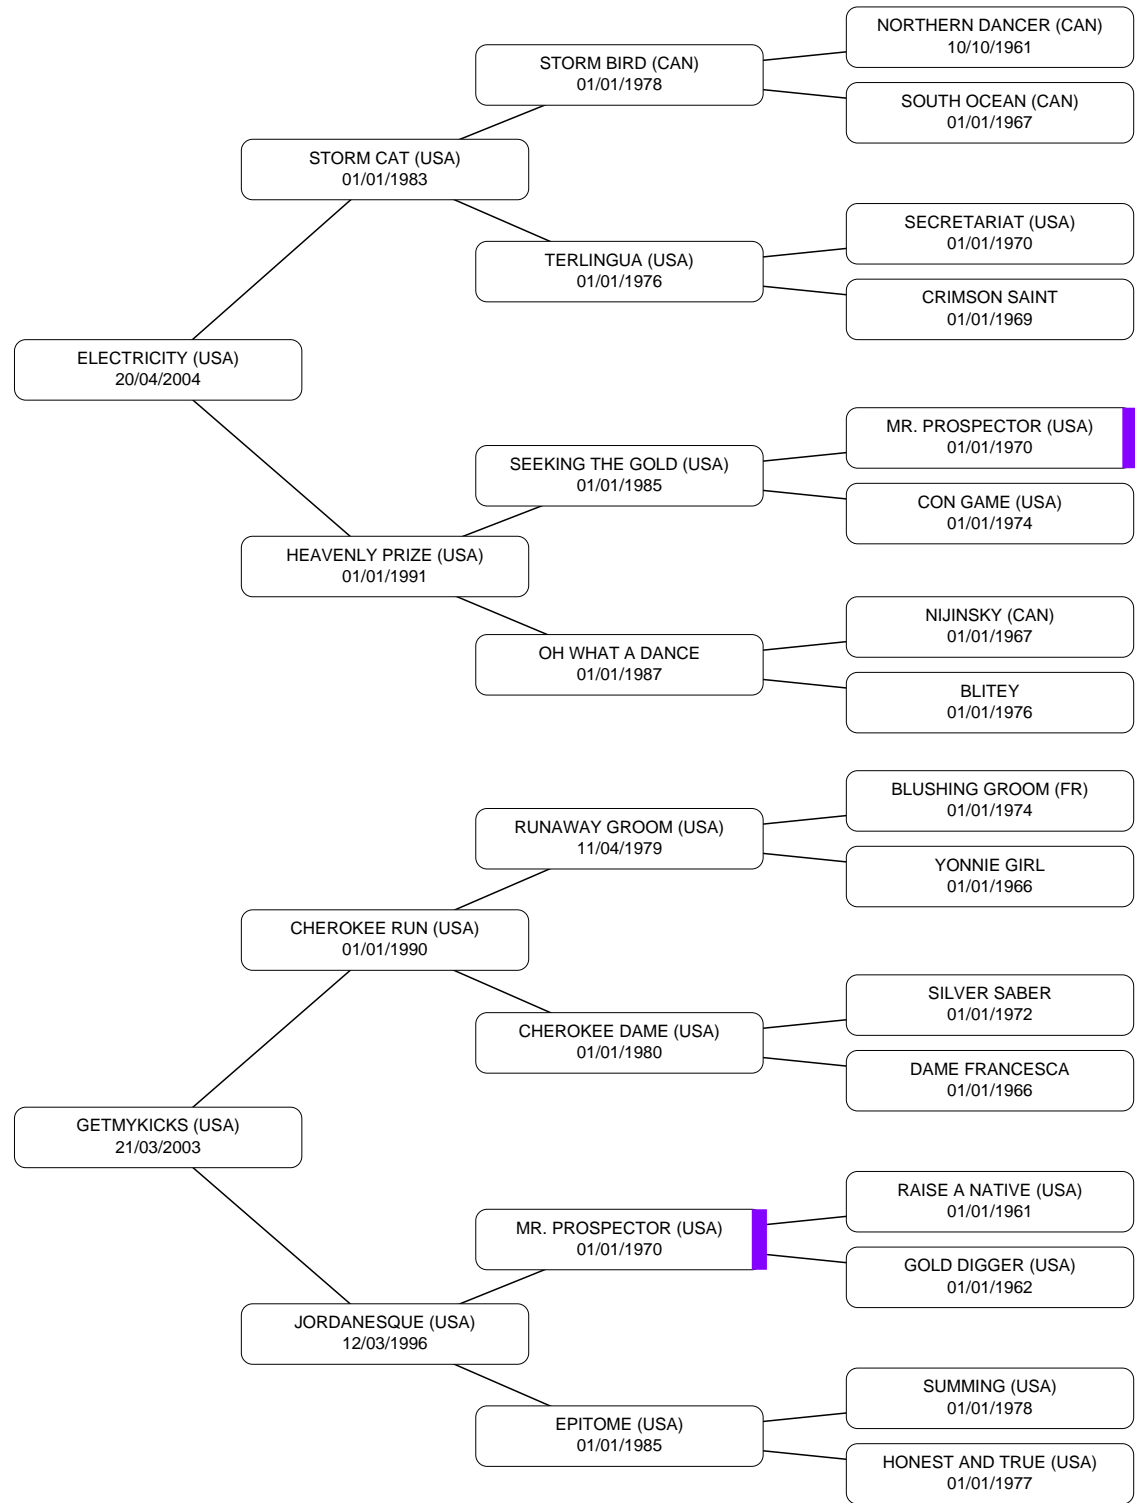 NORTHERN DANCER (CAN)
10/10/1961
STORM BIRD (CAN)
01/01/1978
SOUTH OCEAN (CAN)
01/01/1967
STORM CAT (USA)
01/01/1983
SECRETARIAT (USA)
01/01/1970
TERLINGUA (USA)
01/01/1976
CRIMSON SAINT
01/01/1969
ELECTRICITY (USA)
20/04/2004
MR. PROSPECTOR (USA)
01/01/1970
SEEKING THE GOLD (USA)
01/01/1985
CON GAME (USA)
01/01/1974
HEAVENLY PRIZE (USA)
01/01/1991
NIJINSKY (CAN)
01/01/1967
OH WHAT A DANCE
01/01/1987
BLITEY
01/01/1976
BLUSHING GROOM (FR)
01/01/1974
RUNAWAY GROOM (USA)
11/04/1979
YONNIE GIRL
01/01/1966
CHEROKEE RUN (USA)
01/01/1990
SILVER SABER
01/01/1972
CHEROKEE DAME (USA)
01/01/1980
DAME FRANCESCA
01/01/1966
GETMYKICKS (USA)
21/03/2003
RAISE A NATIVE (USA)
01/01/1961
MR. PROSPECTOR (USA)
01/01/1970
GOLD DIGGER (USA)
01/01/1962
JORDANESQUE (USA)
12/03/1996
SUMMING (USA)
01/01/1978
EPITOME (USA)
01/01/1985
HONEST AND TRUE (USA)
01/01/1977